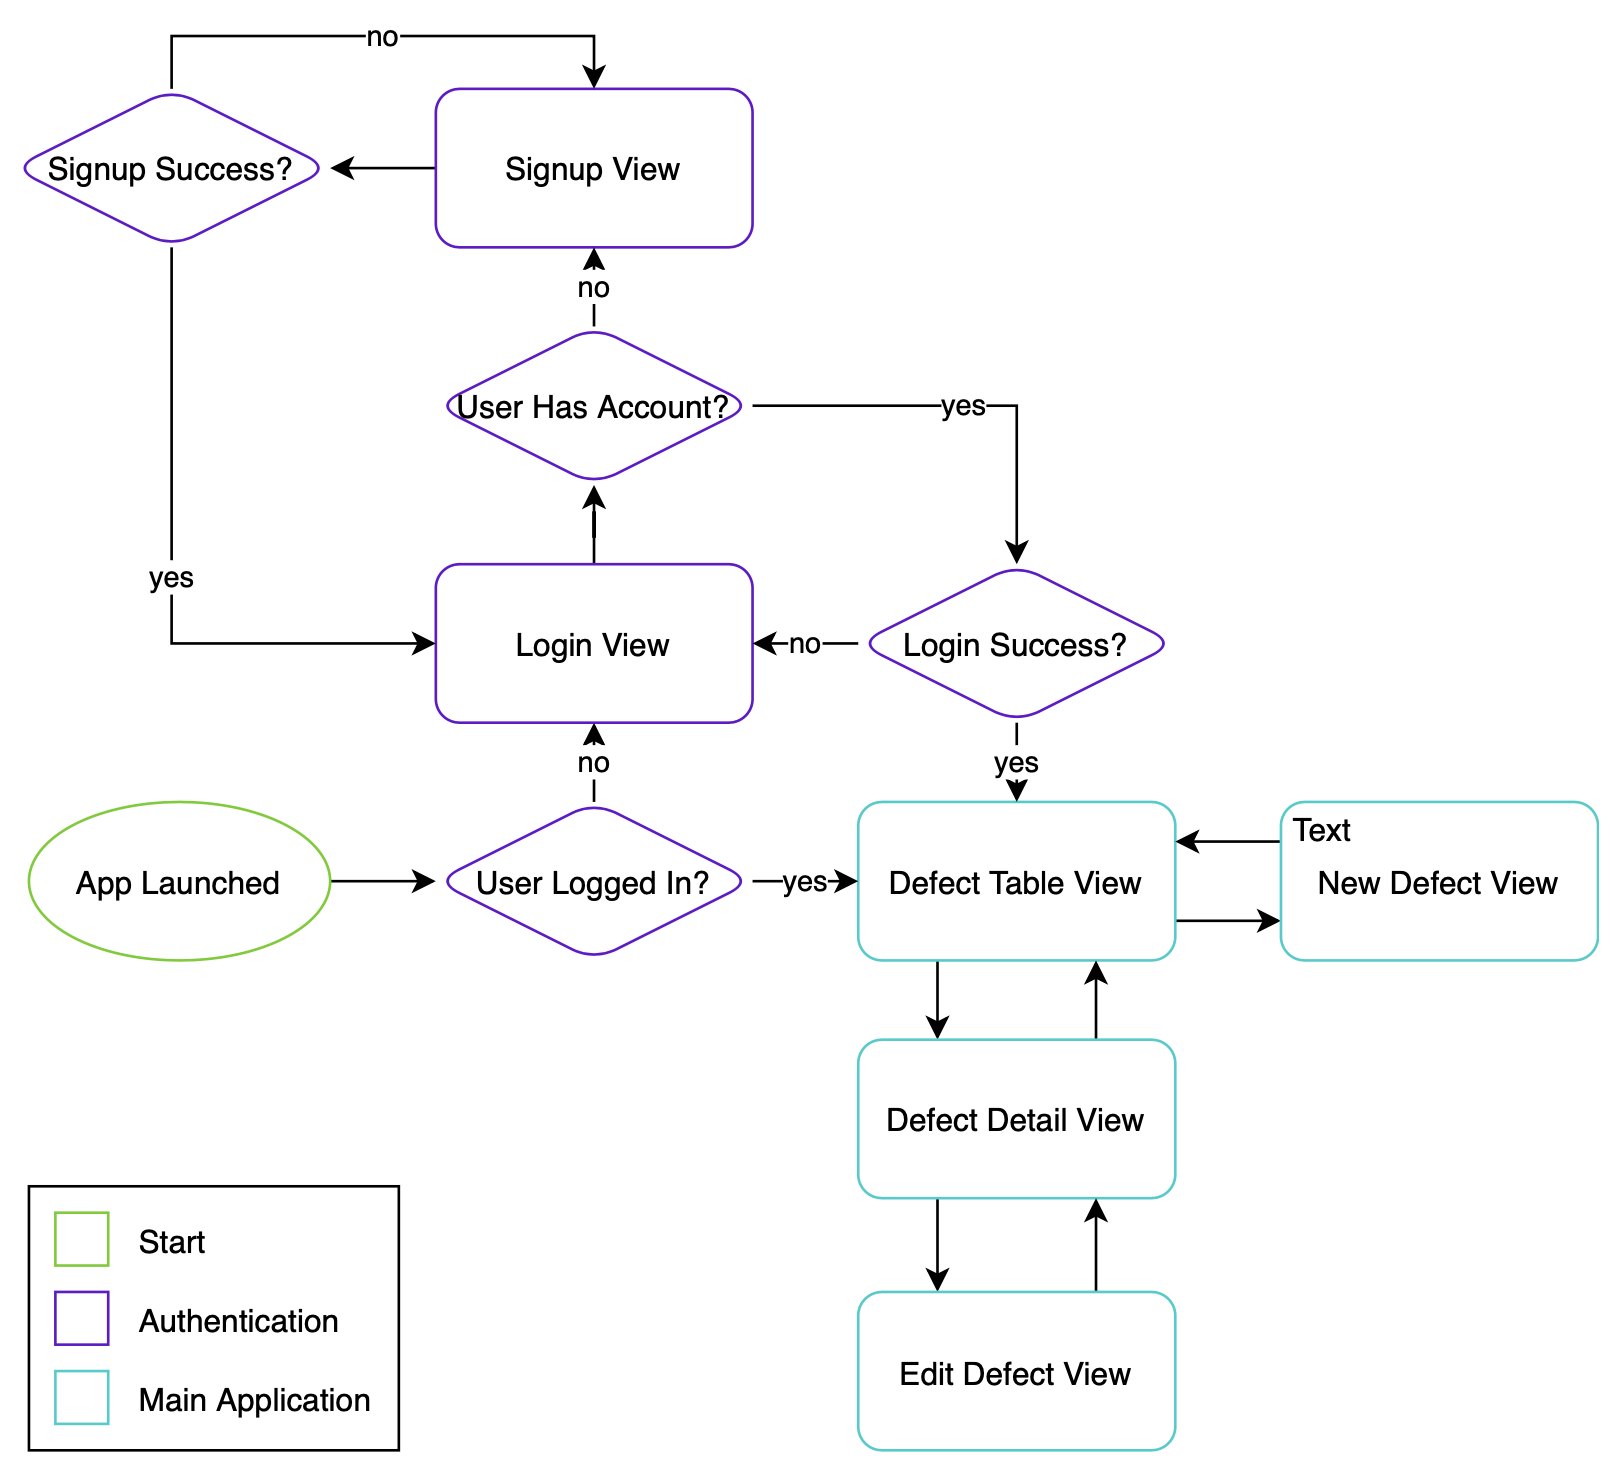 no
Signup Success?
Signup View
no
User Has Account?
yes
yes
Login View
no
Login Success?
no
yes
App Launched
User Logged In?
yes
Defect Table View
Text
New Defect View
Defect Detail View
Edit Defect View
Start
Authentication
Main Application